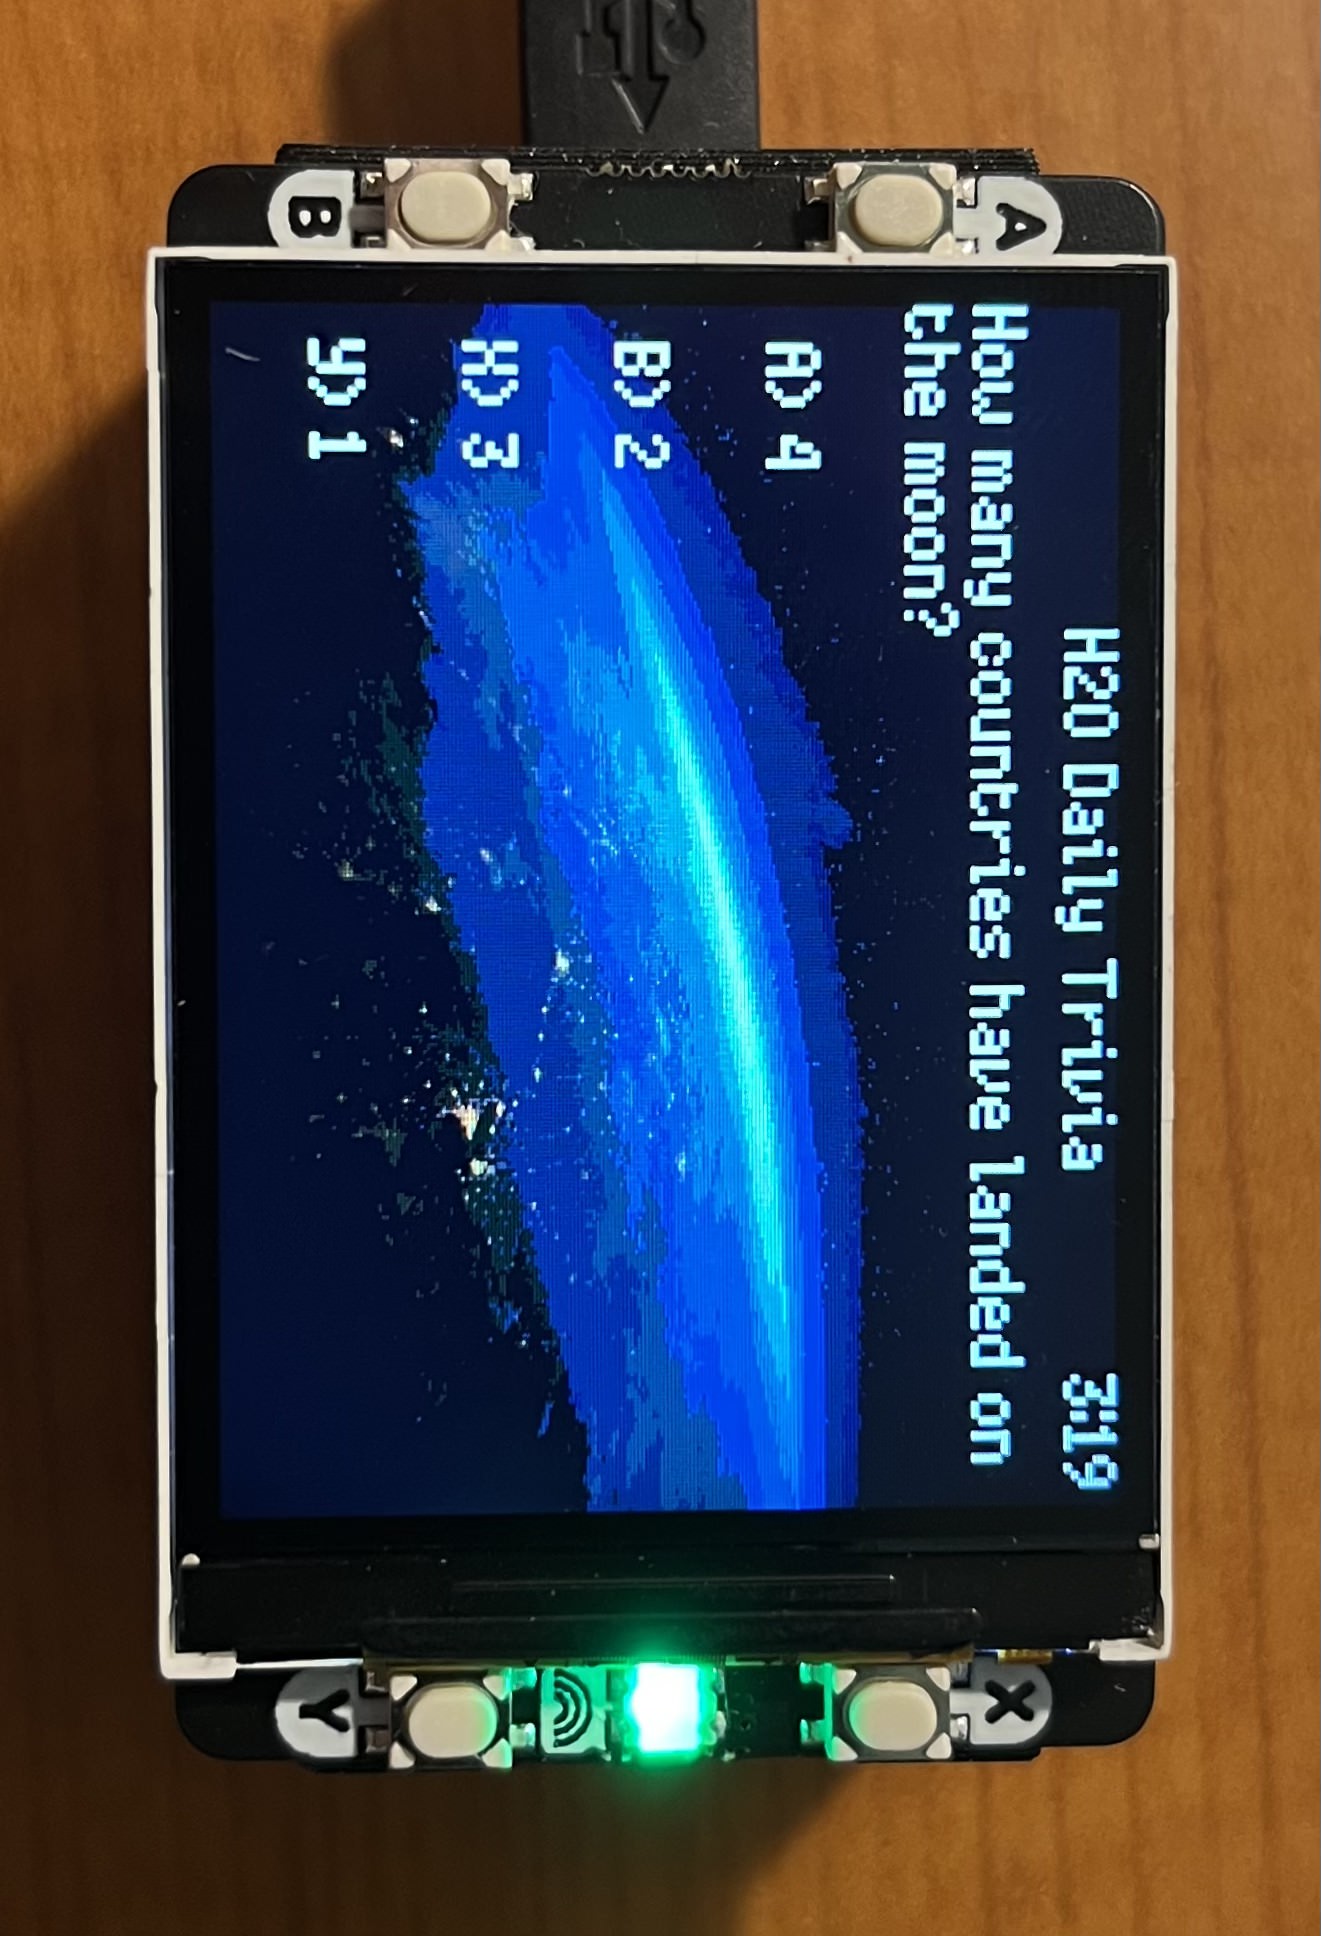 H2O Daily Trivia 3:19
How many countries have landed on
the moon?
A
X
A) 4
B) 2
X) 3
Y) 1
B
Y